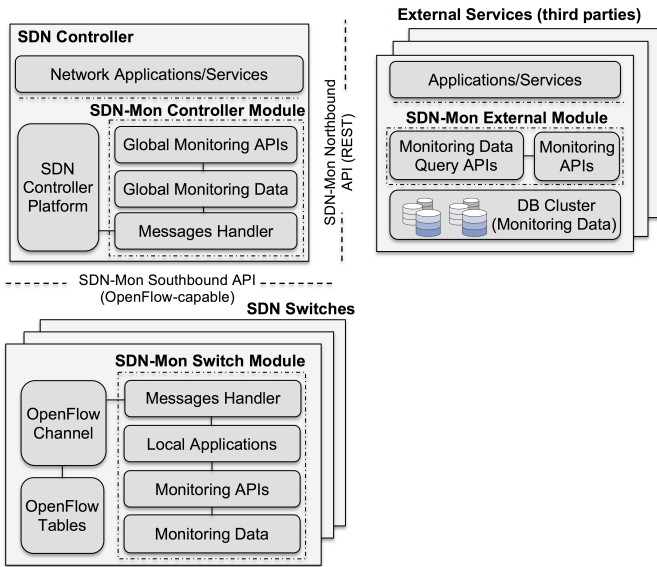 SDN Controller
Network Applications/Services
SDN-Mon Controller Module
SDN
Controller
Platform
Global Monitoring APIs
Global Monitoring Data
Messages Handler
SDN-Mon Northbound
API (REST)
External Services (third parties)
Applications/Services
SDN-Mon External Module
Monitoring Data
Query APIs
Monitoring
APIs
DB Cluster
(Monitoring Data)
SDN-Mon Southbound API
(OpenFlow-capable)
SDN Switches
SDN-Mon Switch Module
OpenFlow
Channel
OpenFlow
Tables
Messages Handler
Local Applications
Monitoring APIs
Monitoring Data